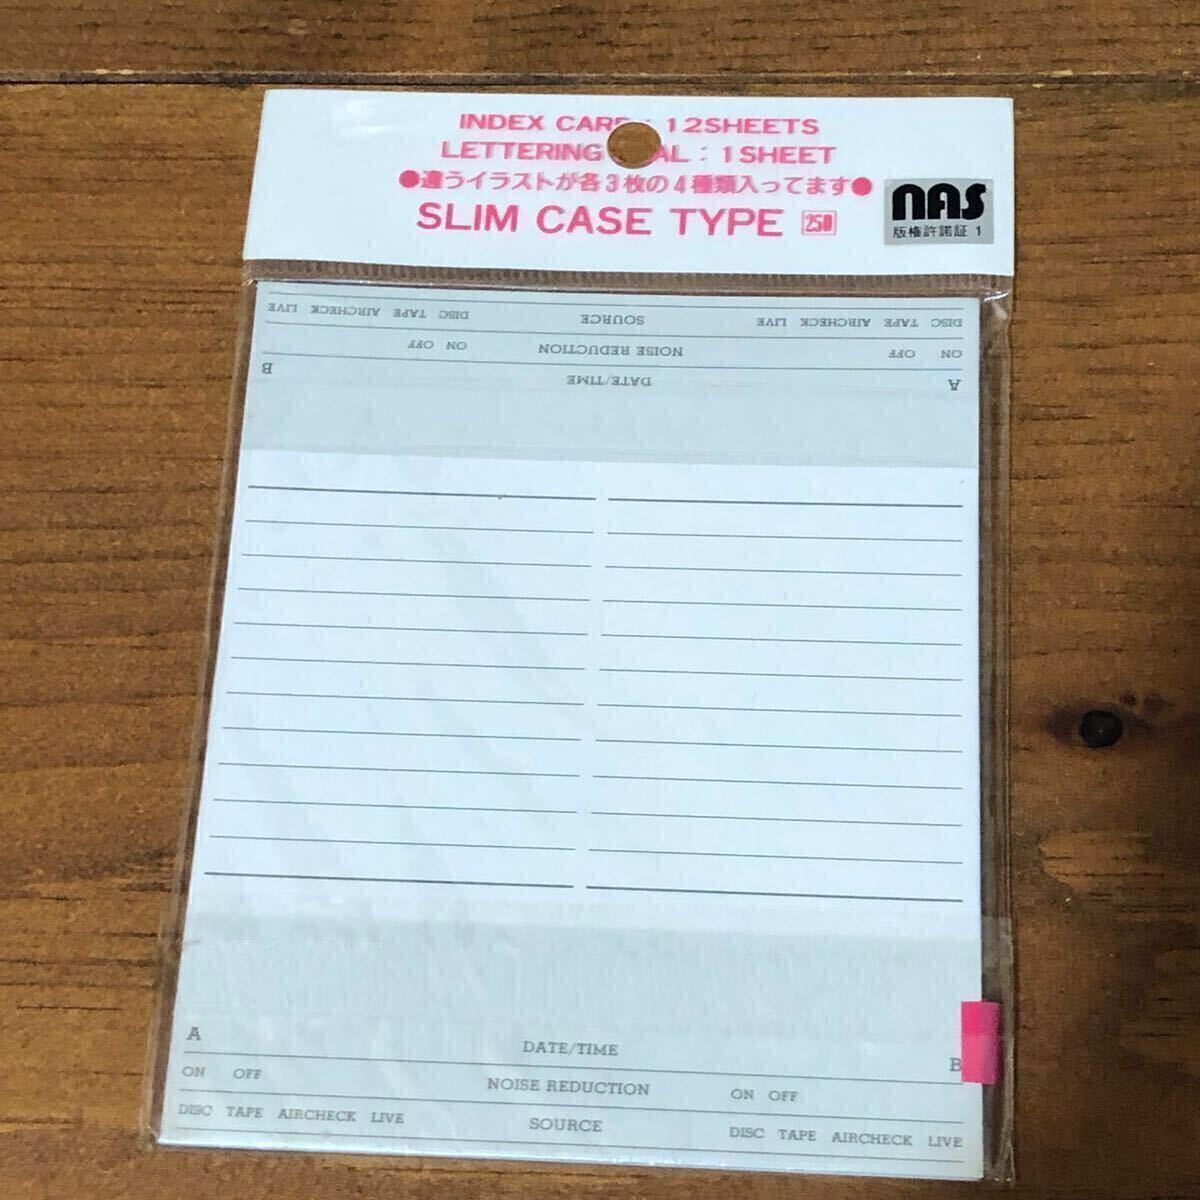 INDEX CARD : 12SHEETS
LETTERING SEAL : 1SHEET
●違うイラストが各3枚の4種類入ってます●
SLIM CASE TYPE 250
nas
版権許諾証 1
DISC TAPE AIRCHECK LIVE SOURCE DISC TAPE AIRCHECK LIVE
ON OFF NOISE REDUCTION ON OFF
A DATE/TIME B
A DATE/TIME B
ON OFF NOISE REDUCTION ON OFF
DISC TAPE AIRCHECK LIVE SOURCE DISC TAPE AIRCHECK LIVE